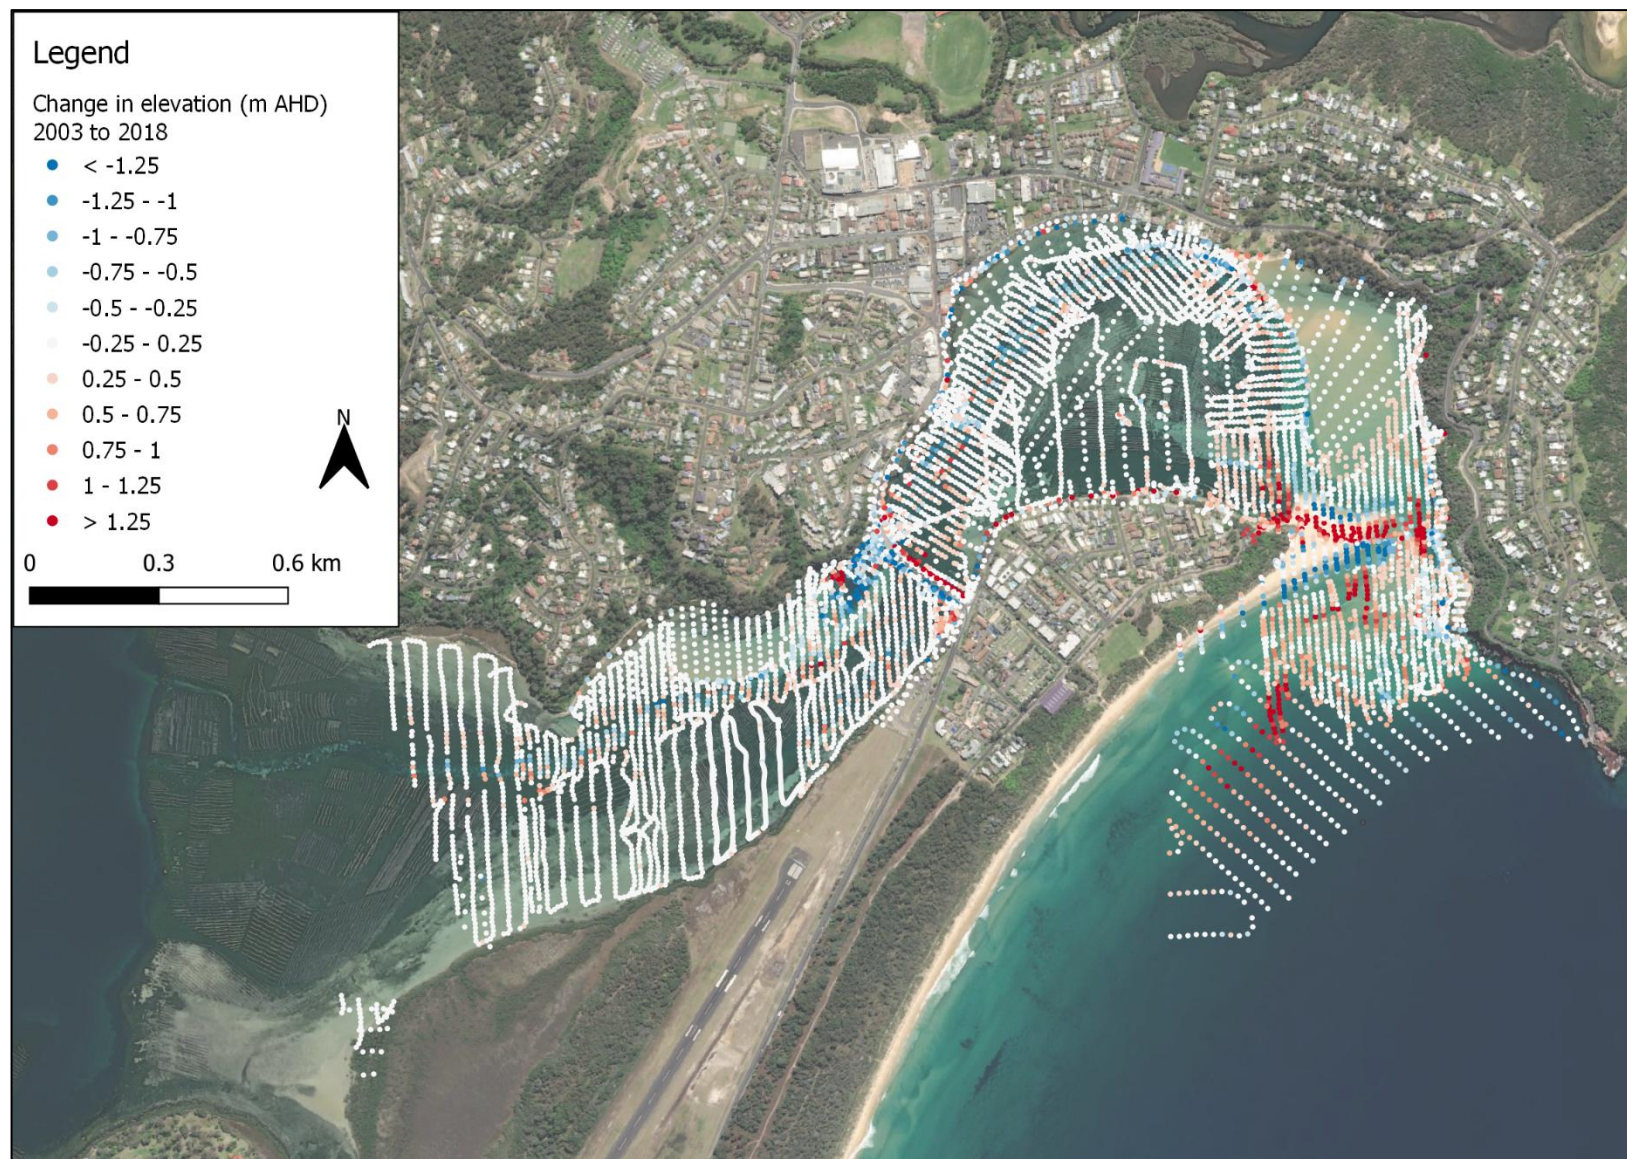 Legend
Change in elevation (m AHD)
2003 to 2018
< -1.25
-1.25 - -1
-1 - -0.75
-0.75 - -0.5
-0.5 - -0.25
-0.25 - 0.25
0.25 - 0.5
0.5 - 0.75
0.75 - 1
1 - 1.25
> 1.25
N
0 0.3 0.6 km